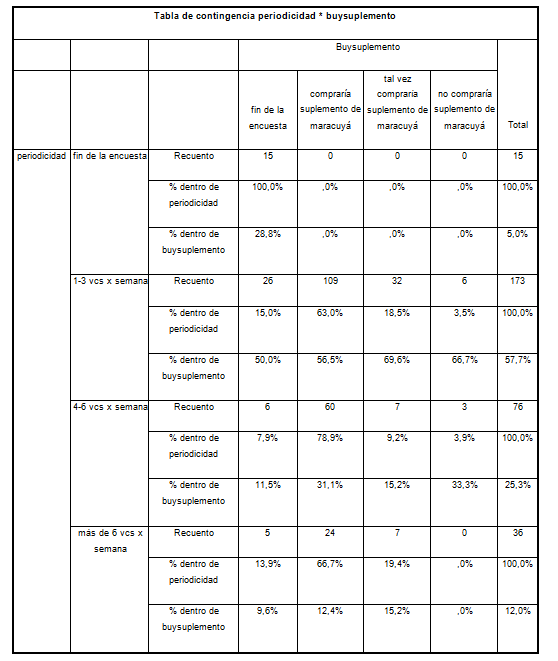 Tabla de contingencia periodicidad * buysuplemento
Buysuplemento
fin de la
encuesta
compraría
suplemento de
maracuyá
tal vez
compraría
suplemento de
maracuyá
no compraría
suplemento de
maracuyá
Total
periodicidad fin de la encuesta Recuento 15 0 0 0 15
% dentro de
periodicidad
100,0% ,0% ,0% ,0% 100,0%
% dentro de
buysuplemento
28,8% ,0% ,0% ,0% 5,0%
1-3 vcs x semana Recuento 26 109 32 6 173
% dentro de
periodicidad
15,0% 63,0% 18,5% 3,5% 100,0%
% dentro de
buysuplemento
50,0% 56,5% 69,6% 66,7% 57,7%
4-6 vcs x semana Recuento 6 60 7 3 76
% dentro de
periodicidad
7,9% 78,9% 9,2% 3,9% 100,0%
% dentro de
buysuplemento
11,5% 31,1% 15,2% 33,3% 25,3%
más de 6 vcs x
semana
Recuento 5 24 7 0 36
% dentro de
periodicidad
13,9% 66,7% 19,4% ,0% 100,0%
% dentro de
buysuplemento
9,6% 12,4% 15,2% ,0% 12,0%